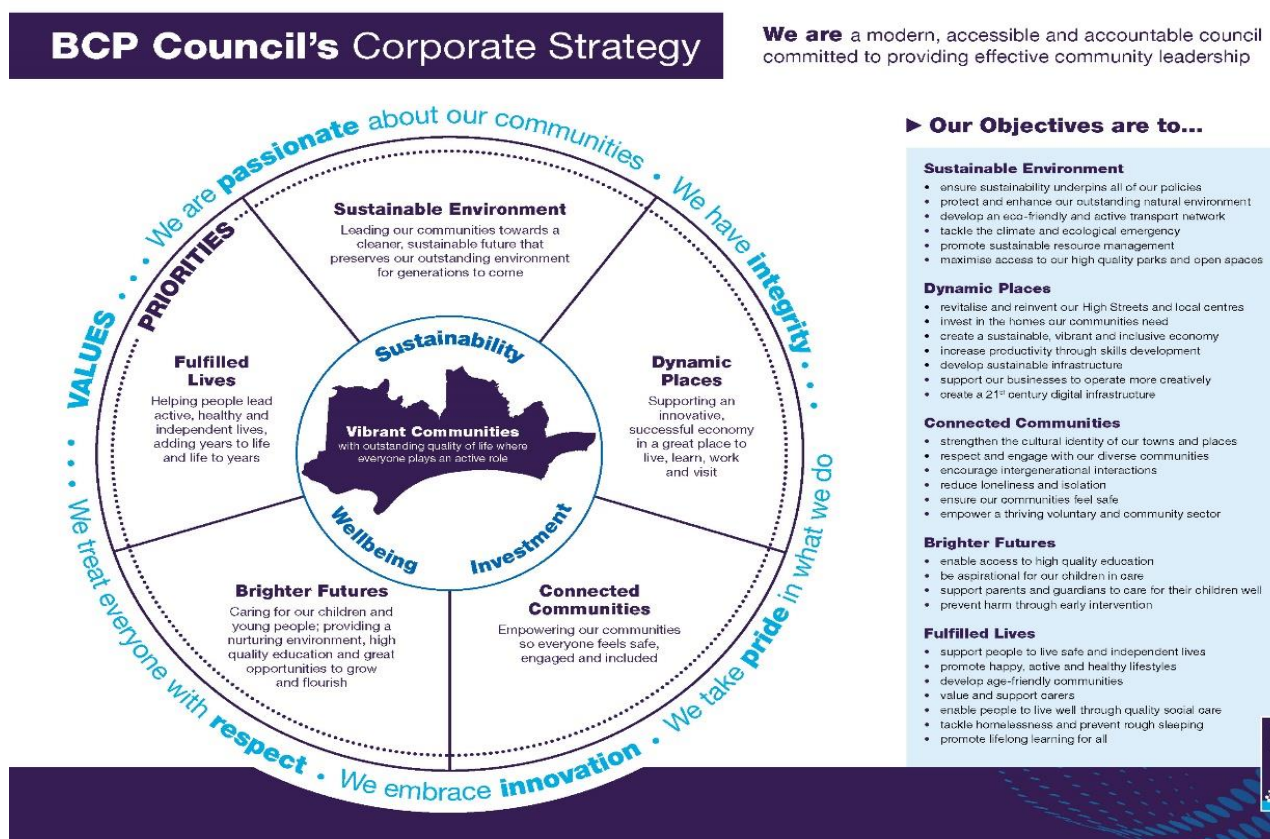 BCP Council's Corporate Strategy
We are a modern, accessible and accountable council
committed to providing effective community leadership
VALUES . . . We are passionate about our communities • We have integrity . . .
We take pride in what we do
We embrace innovation •
We treat everyone with respect •
PRIORITIES
Sustainable Environment
Leading our communities towards a
cleaner, sustainable future that
preserves our outstanding environment
for generations to come
Dynamic
Places
Supporting an
innovative,
successful economy
in a great place to
live, learn, work
and visit
Connected
Communities
Empowering our communities
so everyone feels safe,
engaged and included
Brighter Futures
Caring for our children and
young people; providing a
nurturing environment, high
quality education and great
opportunities to grow
and flourish
Fulfilled
Lives
Helping people lead
active, healthy and
independent lives,
adding years to life
and life to years
Sustainability
Investment
Wellbeing
Vibrant Communities
with outstanding quality of life where
everyone plays an active role
► Our Objectives are to...
Sustainable Environment
• ensure sustainability underpins all of our policies
• protect and enhance our outstanding natural environment
• develop an eco-friendly and active transport network
• tackle the climate and ecological emergency
• promote sustainable resource management
• maximise access to our high quality parks and open spaces
Dynamic Places
• revitalise and reinvent our High Streets and local centres
• invest in the homes our communities need
• create a sustainable, vibrant and inclusive economy
• increase productivity through skills development
• develop sustainable infrastructure
• support our businesses to operate more creatively
• create a 21st century digital infrastructure
Connected Communities
• strengthen the cultural identity of our towns and places
• respect and engage with our diverse communities
• encourage intergenerational interactions
• reduce loneliness and isolation
• ensure our communities feel safe
• empower a thriving voluntary and community sector
Brighter Futures
• enable access to high quality education
• be aspirational for our children in care
• support parents and guardians to care for their children well
• prevent harm through early intervention
Fulfilled Lives
• support people to live safe and independent lives
• promote happy, active and healthy lifestyles
• develop age-friendly communities
• value and support carers
• enable people to live well through quality social care
• tackle homelessness and prevent rough sleeping
• promote lifelong learning for all